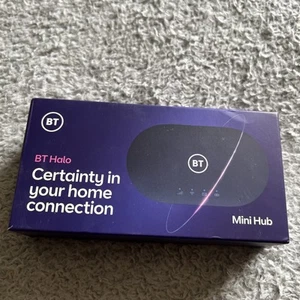 BT
BT Halo
Certainty in
your home
connection
BT
Mini Hub